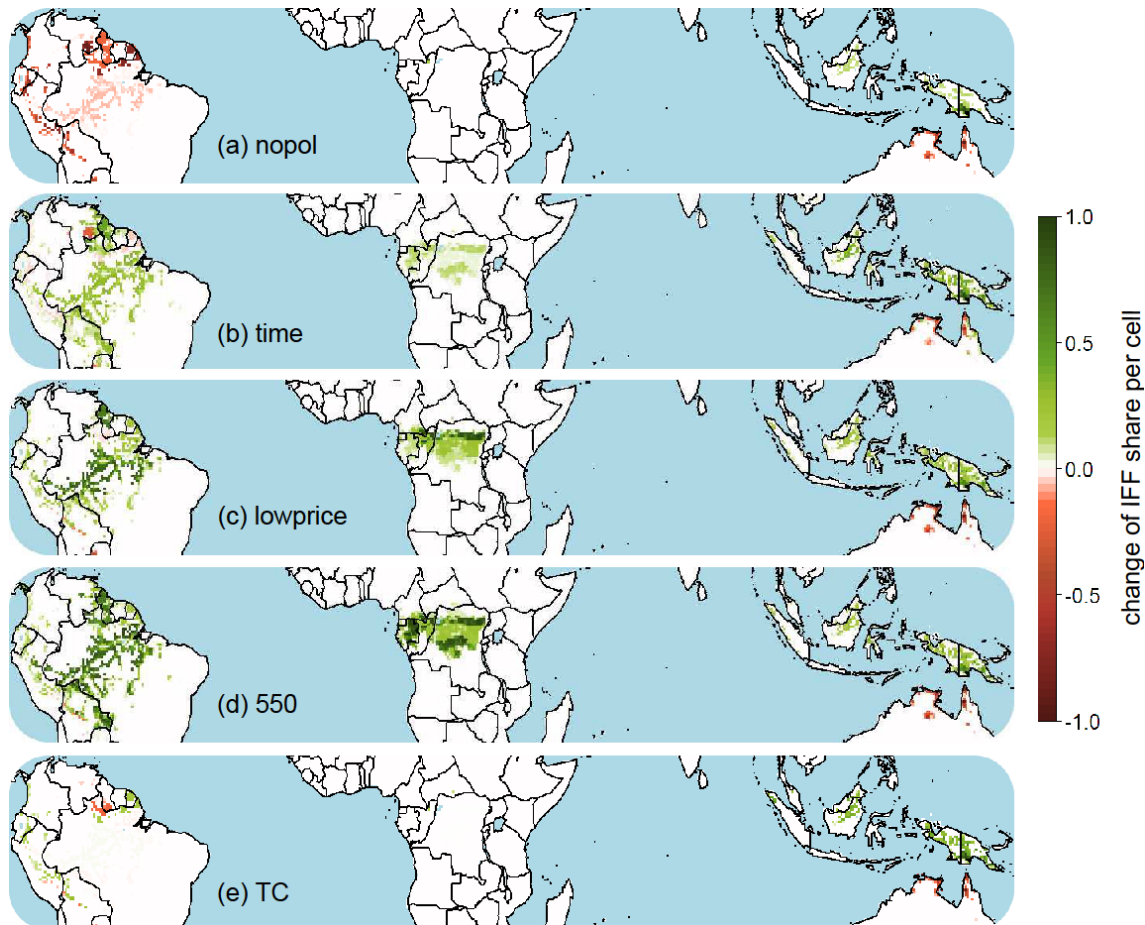 (a) nopol
(b) time
(c) lowprice
(d) 550
(e) TC
1.0
0.5
0.0
-0.5
-1.0
change of IFF share per cell